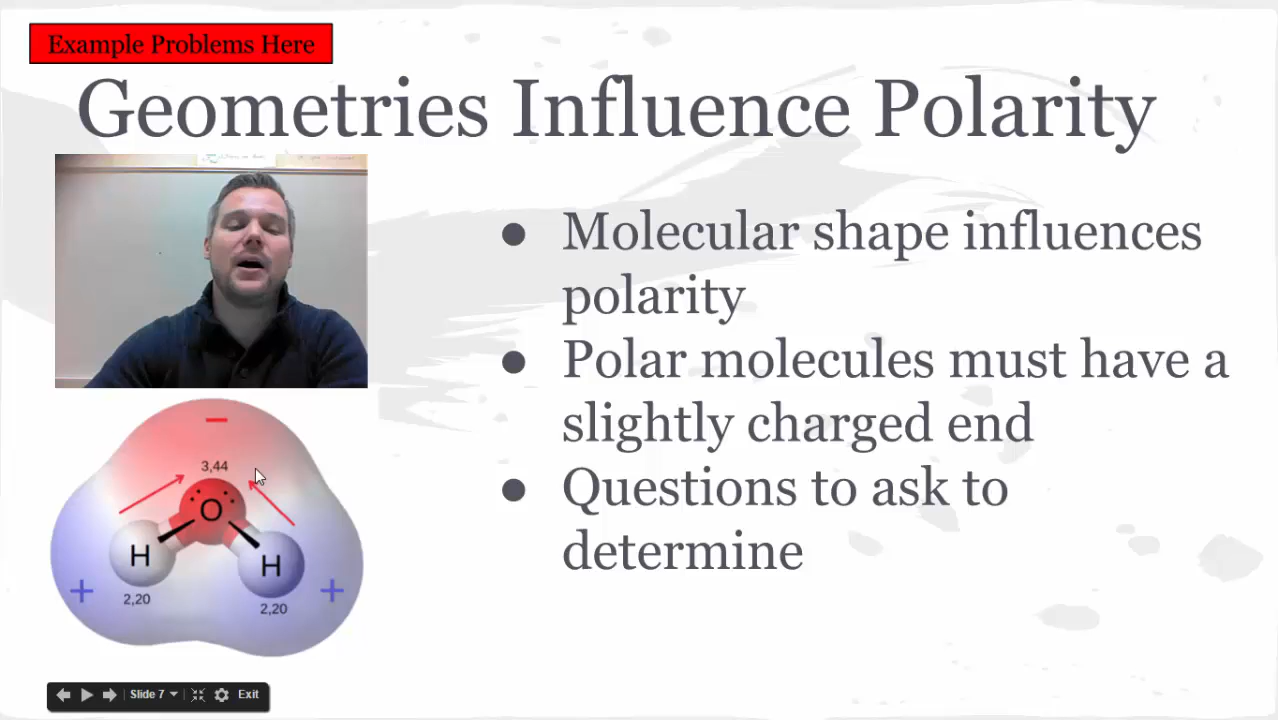 Example Problems Here
Geometries Influence Polarity
● Molecular shape influences
polarity
● Polar molecules must have a
slightly charged end
● Questions to ask to
determine
−
3,44
O
H
H
+
+
2,20
2,20
Slide 7
Exit